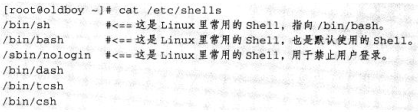 [root@oldboy ~]# cat /etc/shells
/bin/sh #<==这是 Linux 里常用的 Shell，指向 /bin/bash。
/bin/bash #<==这是 Linux 里常用的 Shell，也是默认使用的 Shell。
/sbin/nologin #<==这是 Linux 里常用的 Shell，用于禁止用户登录。
/bin/dash
/bin/tcsh
/bin/csh